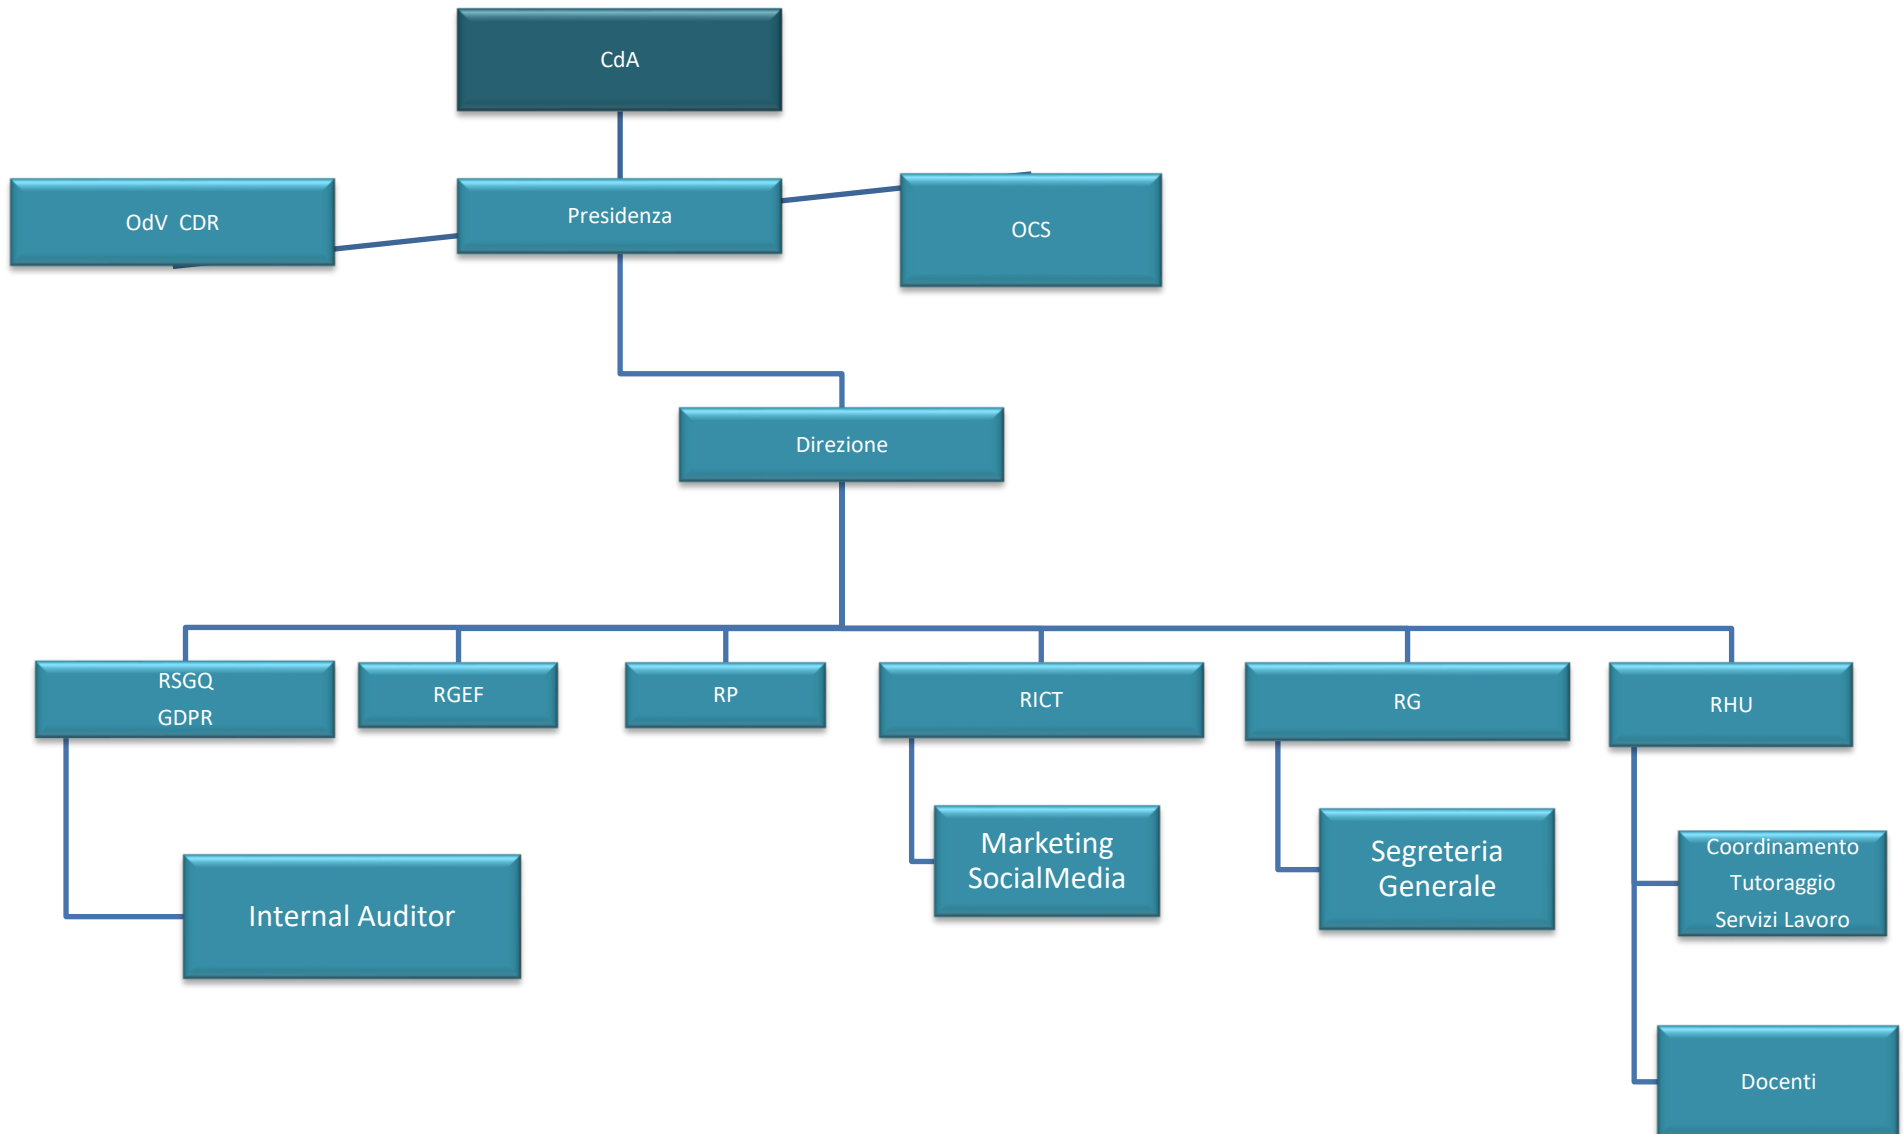 CdA
OdV  CDR
Presidenza
OCS
Direzione
RSGQ
GDPR
RGEF
RP
RICT
RG
RHU
Marketing
SocialMedia
Segreteria
Generale
Coordinamento
Tutoraggio
Servizi Lavoro
Internal Auditor
Docenti